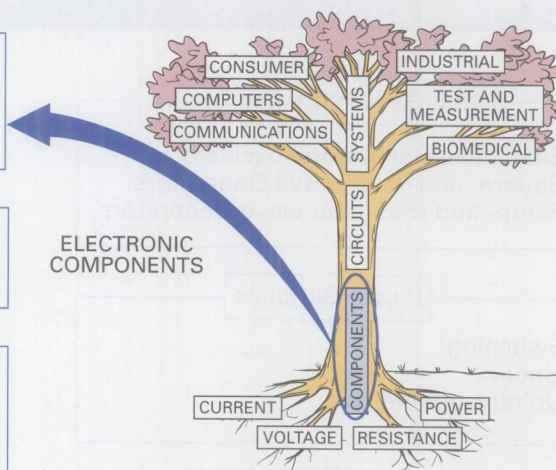 CONSUMER
INDUSTRIAL
COMPUTERS
TEST AND
MEASUREMENT
COMMUNICATIONS
BIOMEDICAL
SYSTEMS
CIRCUITS
COMPONENTS
ELECTRONIC
COMPONENTS
CURRENT
POWER
VOLTAGE
RESISTANCE